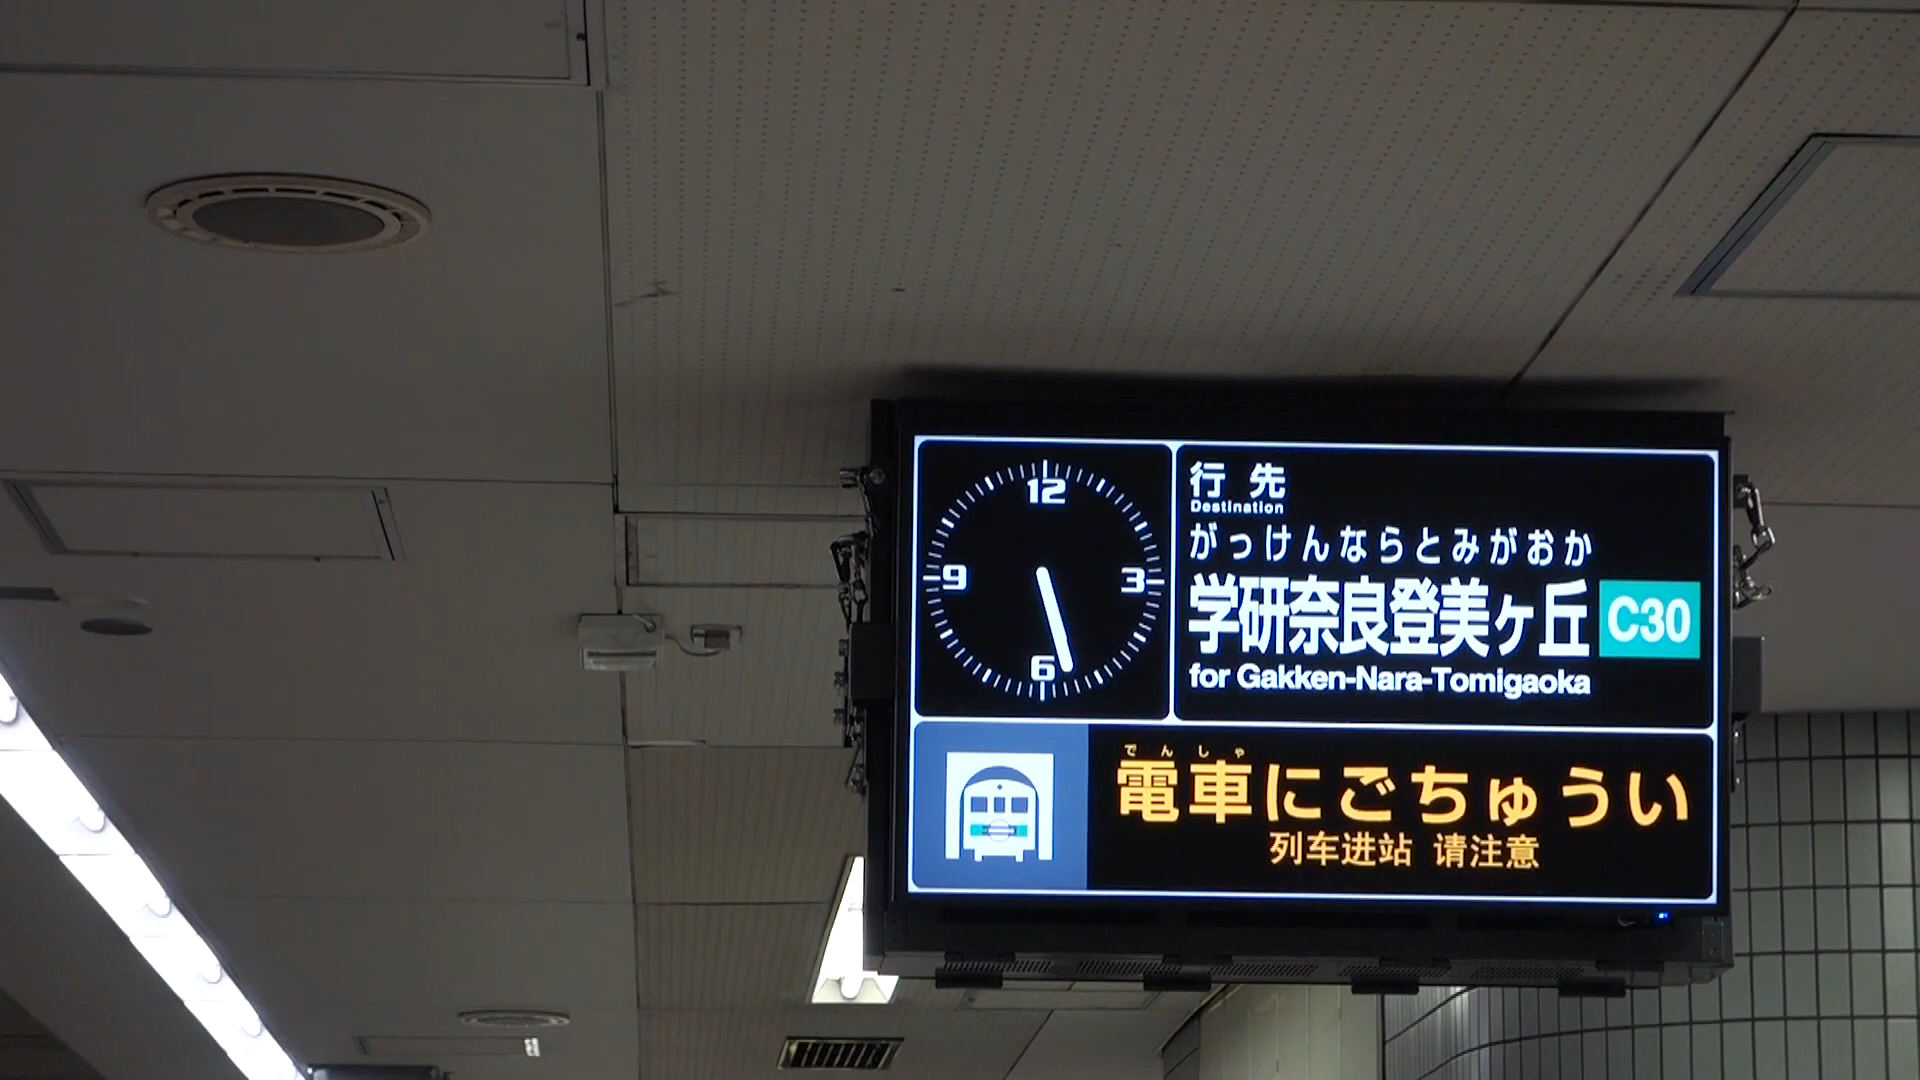 12
9
3
6
行先
Destination
がっけんならとみがおか
学研奈良登美ヶ丘 C30
for Gakken-Nara-Tomigaoka
でんしゃ
電車にごちゅうい
列车进站 请注意